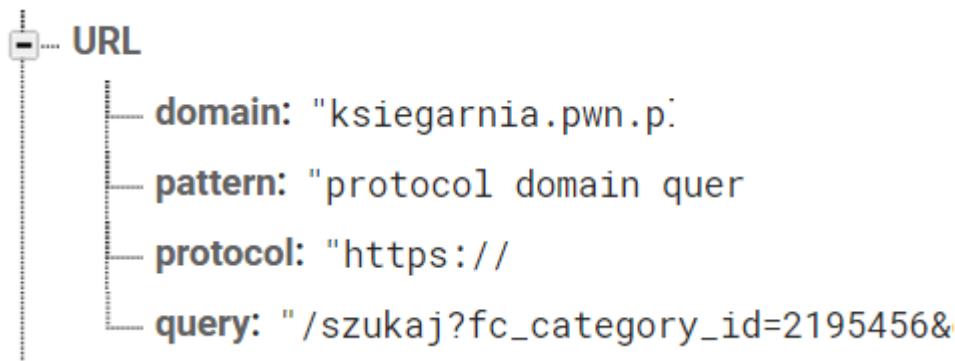 URL
domain: "ksiegarnia.pwn.p
pattern: "protocol domain quer
protocol: "https://
query: "/szukaj?fc_category_id=2195456&